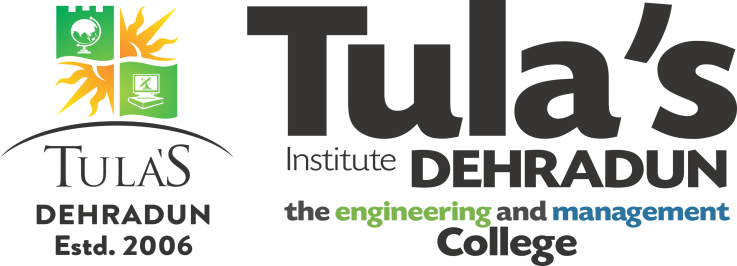 TULA'S
DEHRADUN
Estd. 2006
Tula's
Institute DEHRADUN
the engineering and management
College